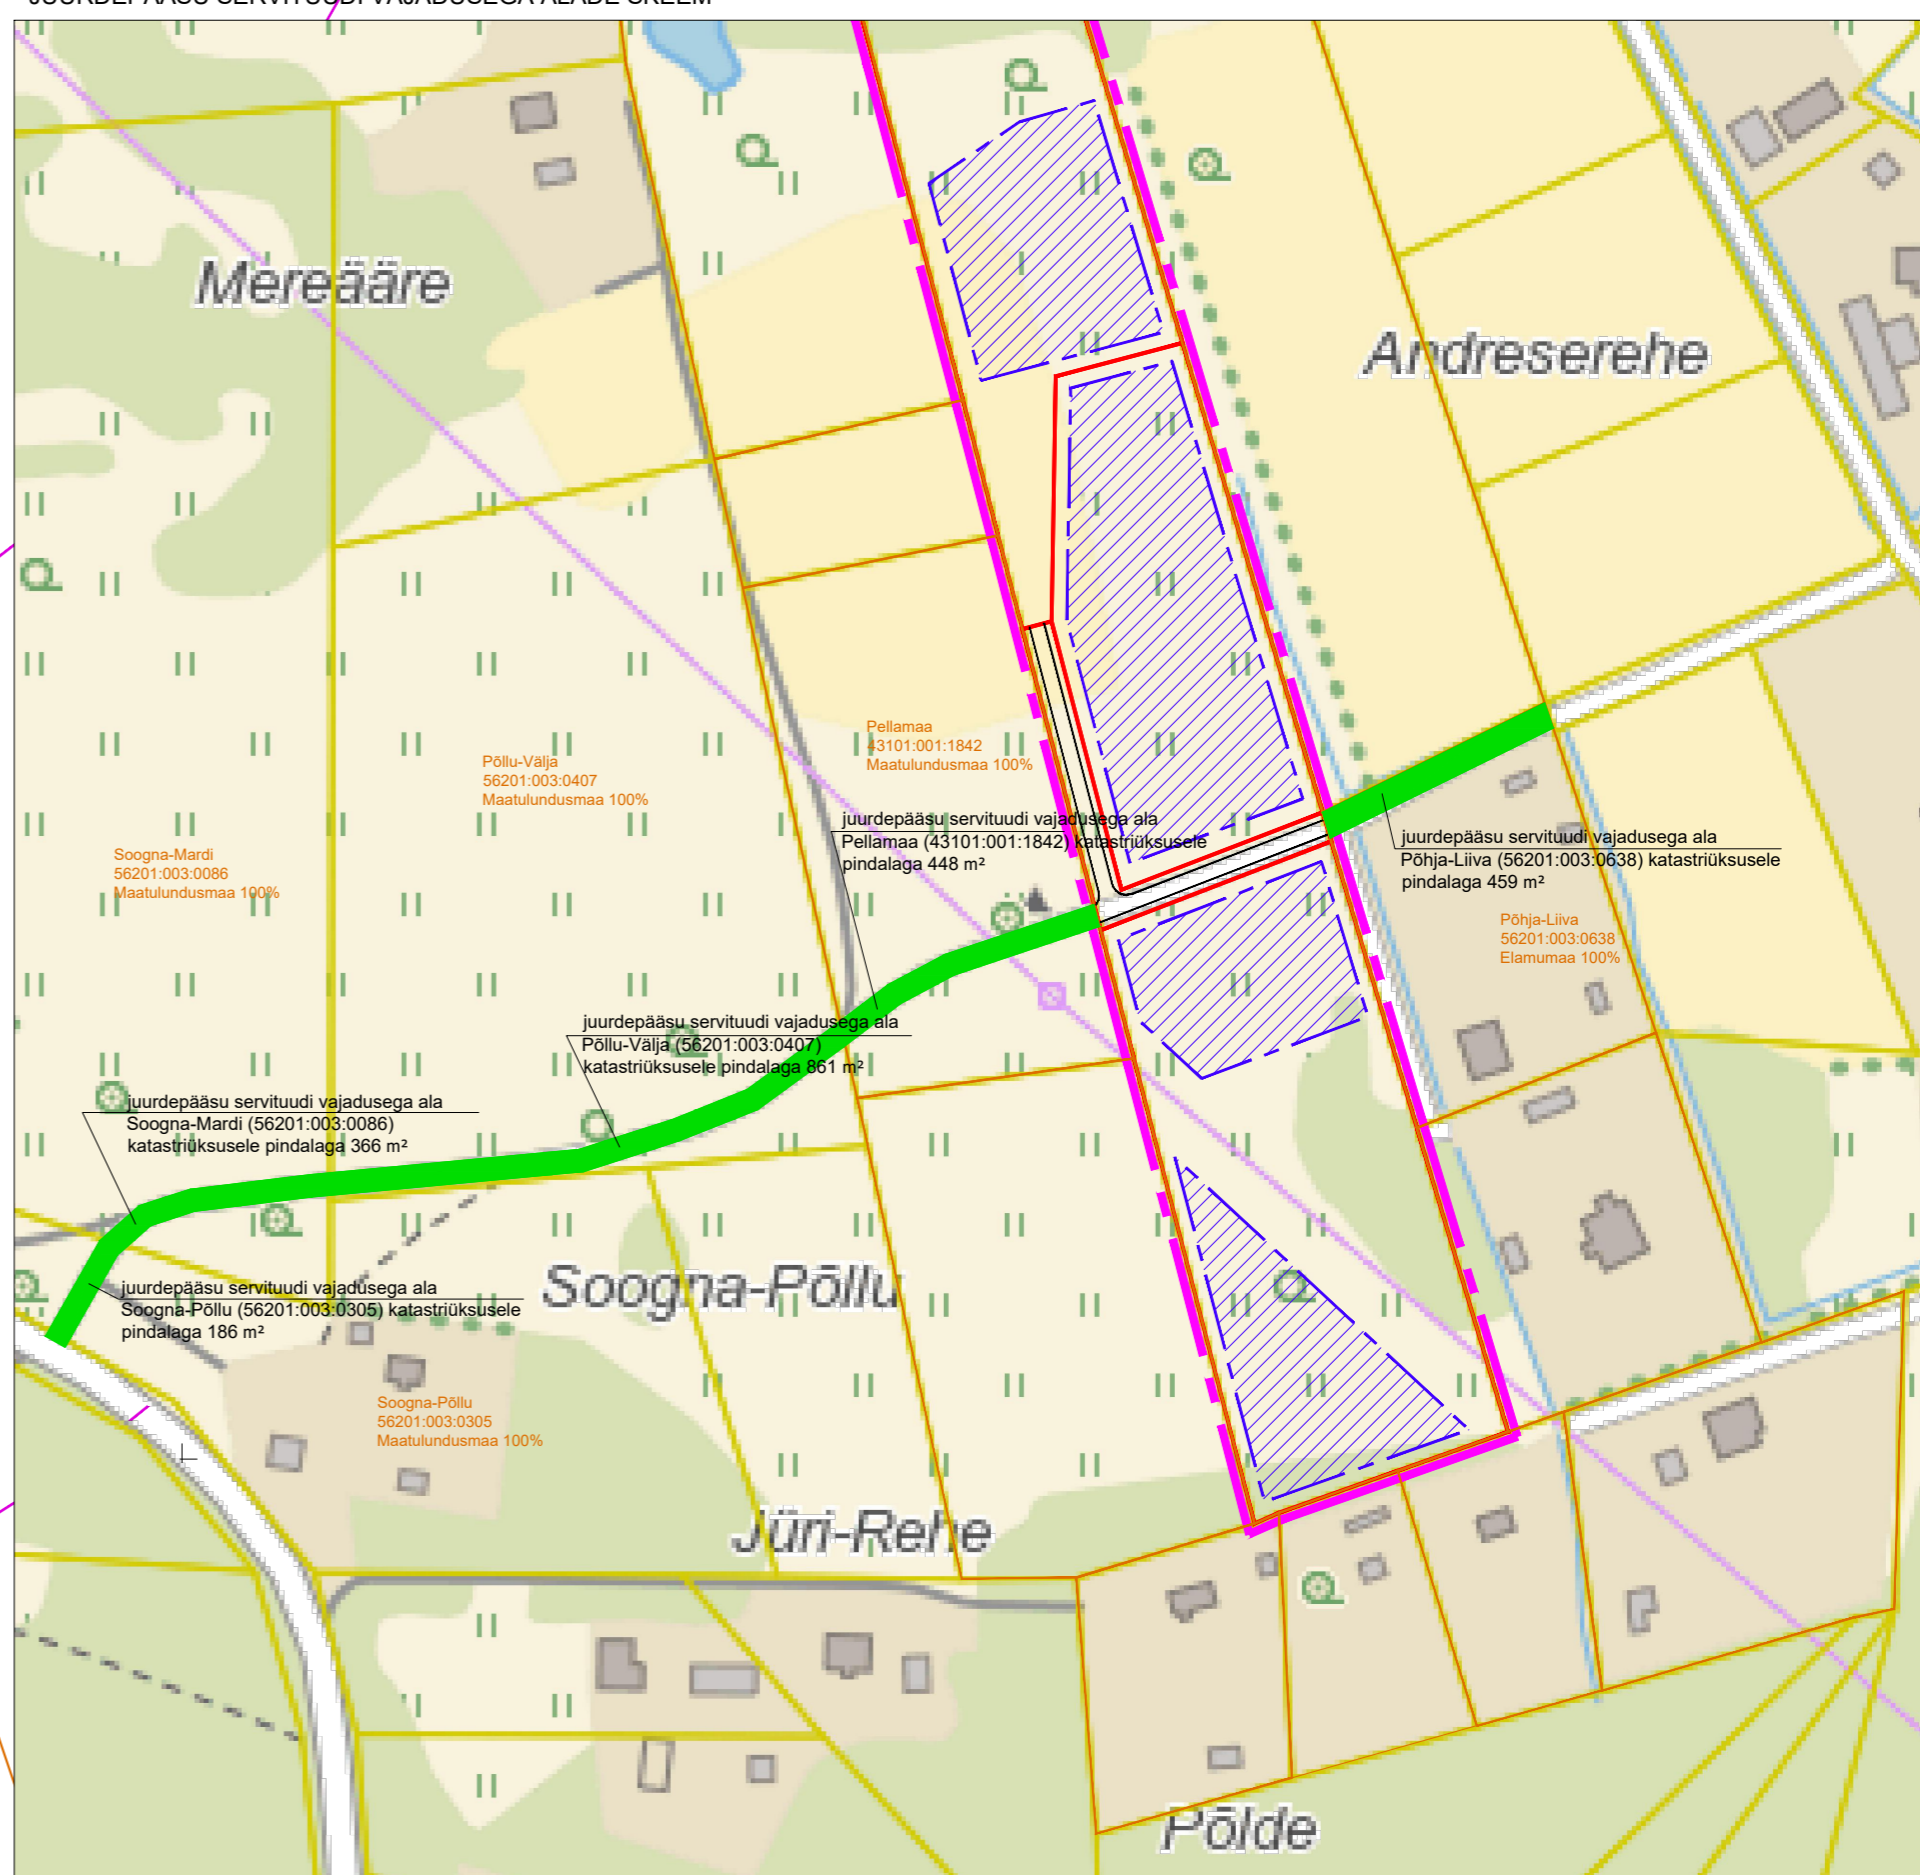 JUURDEPÄÄSU SERVITUUDI VAJADUSEGA ALADE SKEEM
Mereääre
Andreserehe
Pellamaa
43101:001:1842
Maatulundusmaa 100%
Põllu-Välja
56201:003:0407
Maatulundusmaa 100%
juurdepääsu servituudi vajadusega ala
Pellamaa (43101:001:1842) katastriüksusele
pindalaga 448 m²
juurdepääsu servituudi vajadusega ala
Põhja-Liiva (56201:003:0638) katastriüksusele
pindalaga 459 m²
Soogna-Mardi
56201:003:0086
Maatulundusmaa 100%
Põhja-Liiva
56201:003:0638
Elamumaa 100%
juurdepääsu servituudi vajadusega ala
Põllu-Välja (56201:003:0407)
katastriüksusele pindalaga 861 m²
juurdepääsu servituudi vajadusega ala
Soogna-Mardi (56201:003:0086)
katastriüksusele pindalaga 366 m²
Soogna-Põllu
juurdepääsu servituudi vajadusega ala
Soogna-Põllu (56201:003:0305) katastriüksusele
pindalaga 186 m²
Soogna-Põllu
56201:003:0305
Maatulundusmaa 100%
Jüri-Rehe
Põlde